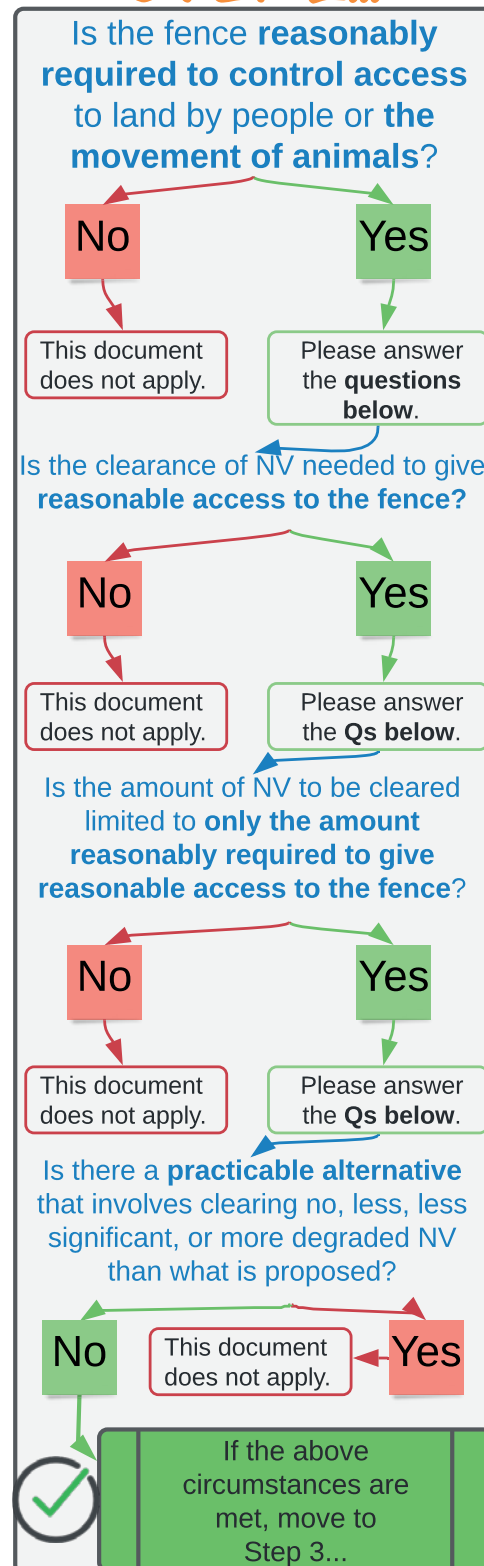 Is the fence reasonably
required to control access
to land by people or the
movement of animals?
No
Yes
This document
does not apply.
Please answer
the questions
below.
Is the clearance of NV needed to give
reasonable access to the fence?
No
Yes
This document
does not apply.
Please answer
the Qs below.
Is the amount of NV to be cleared
limited to only the amount
reasonably required to give
reasonable access to the fence?
No
Yes
This document
does not apply.
Please answer
the Qs below.
Is there a practicable alternative
that involves clearing no, less, less
significant, or more degraded NV
than what is proposed?
No
This document
does not apply.
Yes
If the above
circumstances are
met, move to
Step 3...